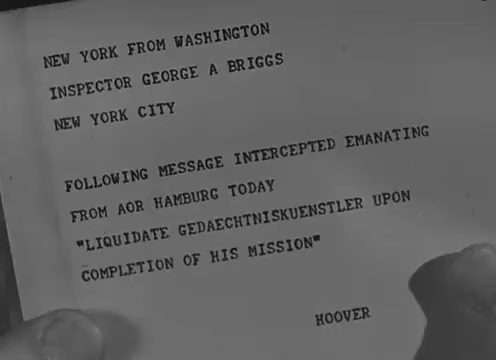 NEW YORK FROM WASHINGTON
INSPECTOR GEORGE A BRIGGS
NEW YORK CITY
FOLLOWING MESSAGE INTERCEPTED EMANATING
FROM AOR HAMBURG TODAY
"LIQUIDATE GEDAECHTNISKUENSTLER UPON
COMPLETION OF HIS MISSION"
HOOVER